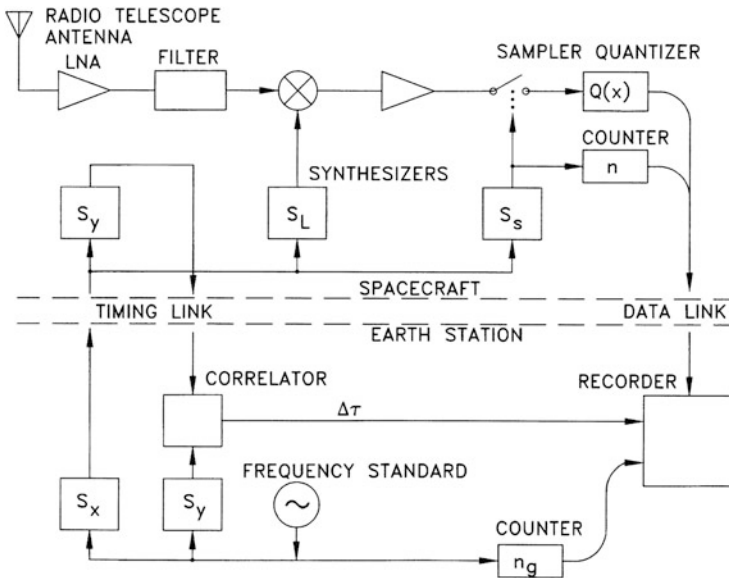 RADIO TELESCOPE
ANTENNA
LNA
FILTER
SAMPLER QUANTIZER
Q(x)
COUNTER
n
SYNTHESIZERS
Sy
SL
Ss
SPACECRAFT
TIMING LINK
DATA LINK
EARTH STATION
CORRELATOR
RECORDER
Δτ
FREQUENCY STANDARD
Sx
Sy
COUNTER
ng